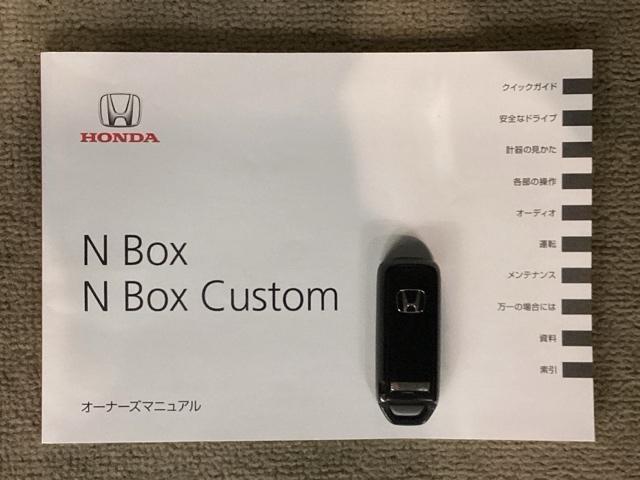 HONDA
N Box
N Box Custom
オーナーズマニュアル
クイックガイド
安全なドライブ
計器の見かた
各部の操作
オーディオ
運転
メンテナンス
万一の場合には
資料
索引